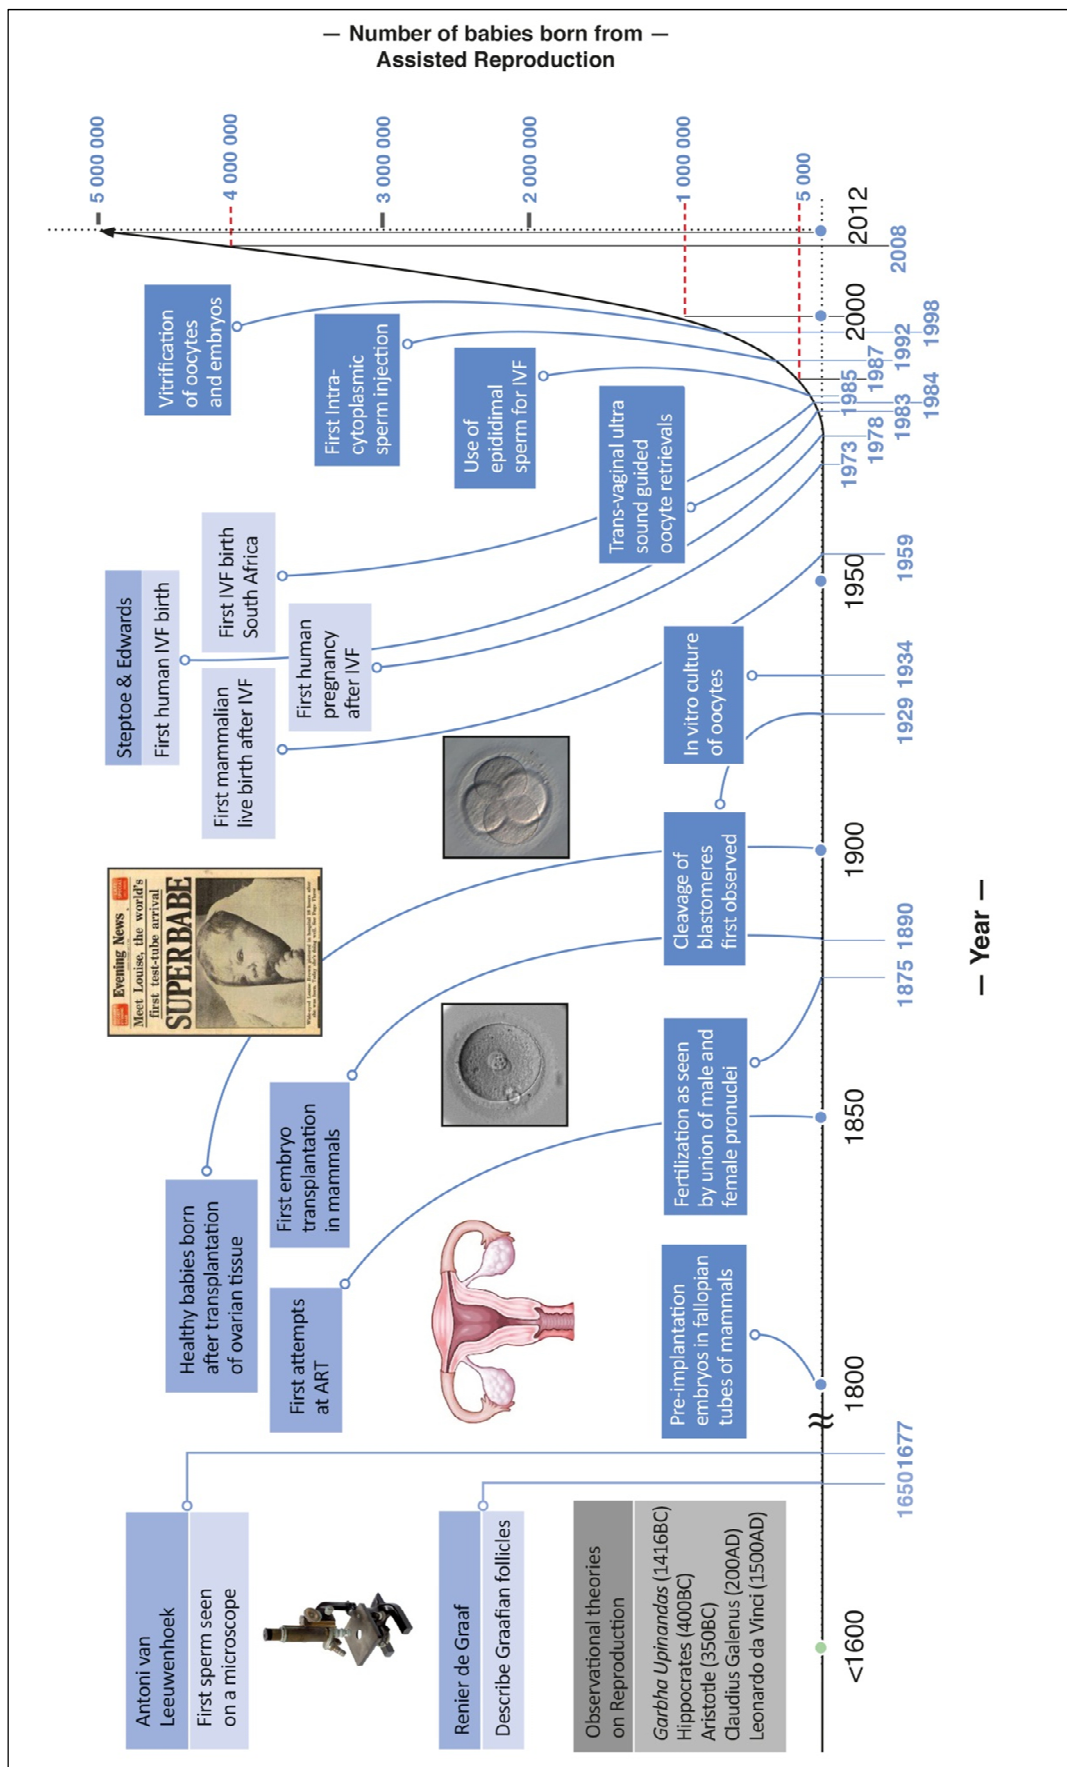 — Number of babies born from —
Assisted Reproduction
5 000 000
4 000 000
3 000 000
2 000 000
1 000 000
5 000
Vitrification
of oocytes
and embryos
First Intra-
cytoplasmic
sperm injection
Use of
epididimal
sperm for IVF
Trans-vaginal ultra
sound guided
oocyte retrievals
Steptoe & Edwards
First human IVF birth
First IVF birth
South Africa
First human
pregnancy
after IVF
First mammalian
live birth after IVF
In vitro culture
of oocytes
Cleavage of
blastomeres
first observed
Evening News
Meet Louise, the world's
first test-tube arrival
SUPERBABE
Healthy babies born
after transplantation
of ovarian tissue
First embryo
transplantation
in mammals
First attempts
at ART
Fertilization as seen
by union of male and
female pronuclei
Pre-implantation
embryos in fallopian
tubes of mammals
Antoni van
Leeuwenhoek
First sperm seen
on a microscope
Renier de Graaf
Describe Graafian follicles
Observational theories
on Reproduction
Garbha Upinandas (1416BC)
Hippocrates (400BC)
Aristotle (350BC)
Claudius Galenus (200AD)
Leonardo da Vinci (1500AD)
<1600
1650
1677
1800
1850
1875
1890
1900
1929
1934
1950
1959
1973
1978
1983
1984
1985
1987
1992
1998
2000
2008
2012
— Year —